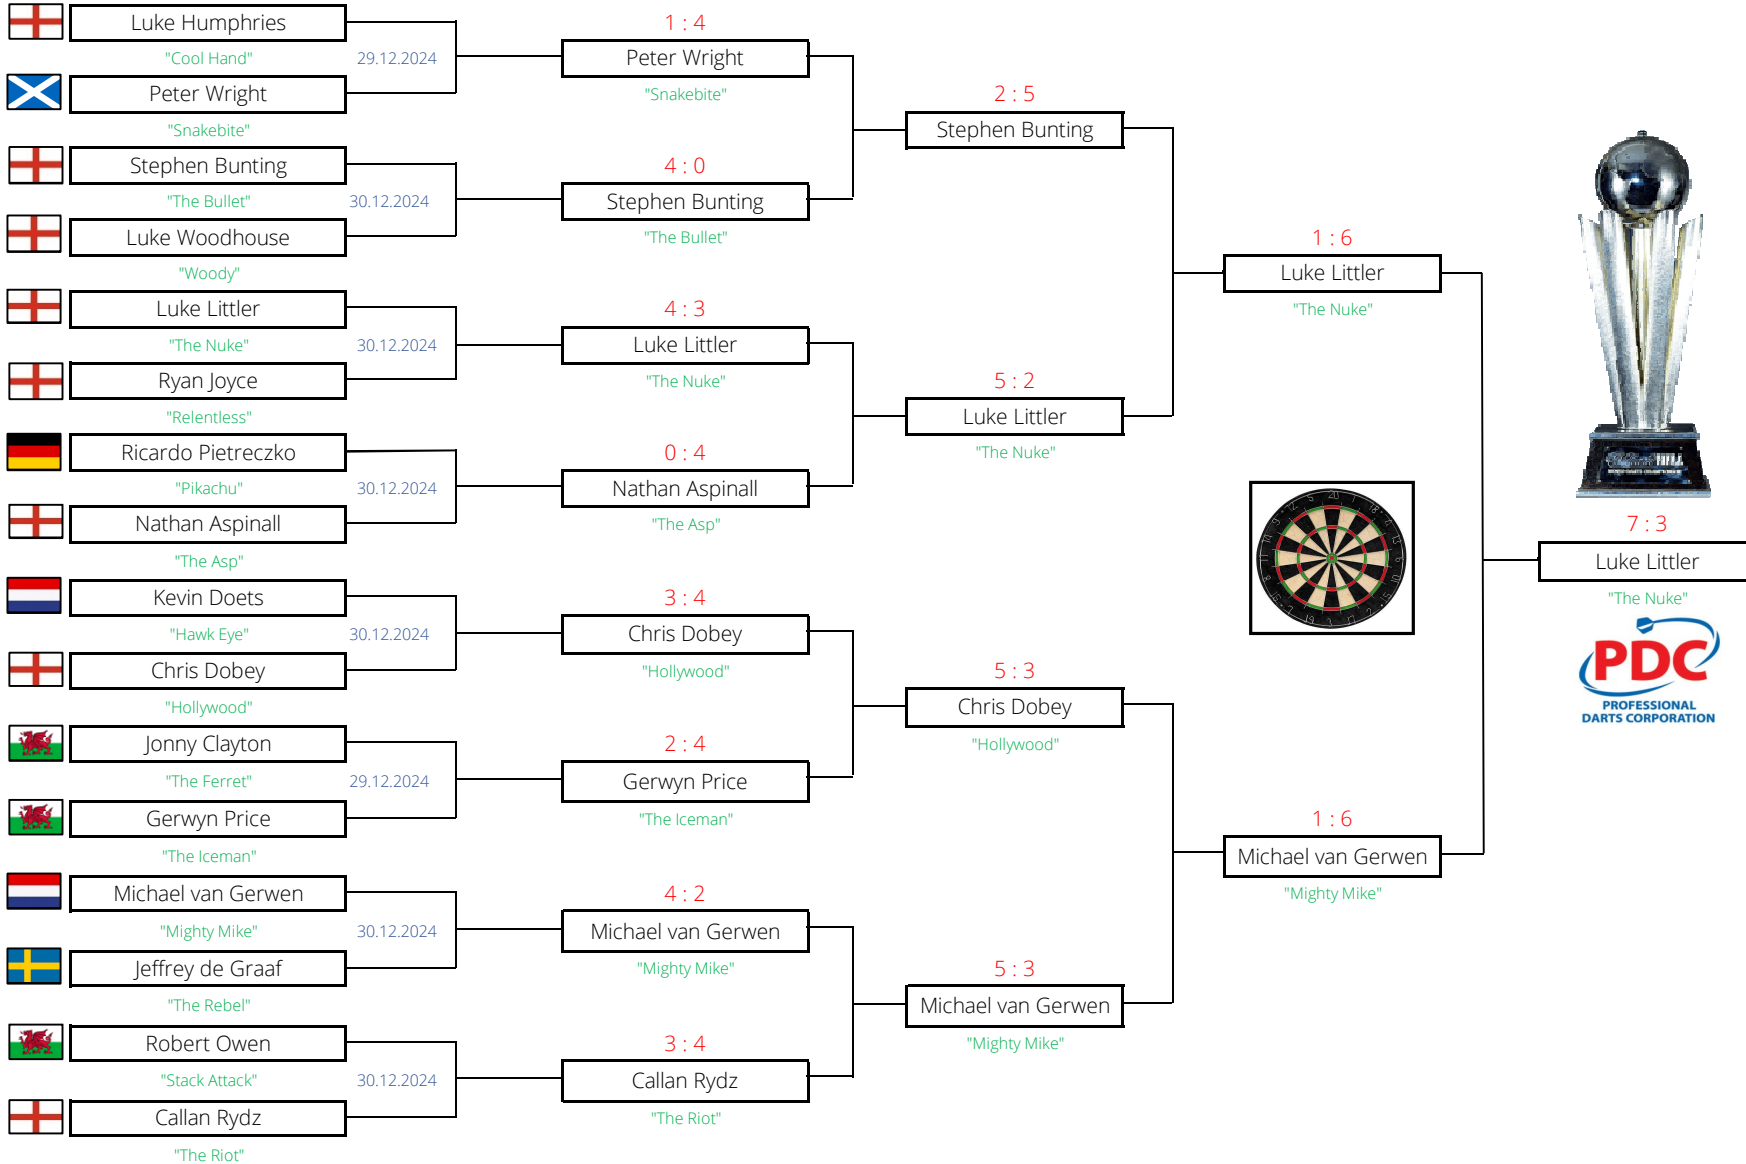 Luke Humphries
"Cool Hand"
29.12.2024
Peter Wright
"Snakebite"
Stephen Bunting
"The Bullet"
30.12.2024
Luke Woodhouse
"Woody"
Luke Littler
"The Nuke"
30.12.2024
Ryan Joyce
"Relentless"
Ricardo Pietreczko
"Pikachu"
30.12.2024
Nathan Aspinall
"The Asp"
Kevin Doets
"Hawk Eye"
30.12.2024
Chris Dobey
"Hollywood"
Jonny Clayton
"The Ferret"
29.12.2024
Gerwyn Price
"The Iceman"
Michael van Gerwen
"Mighty Mike"
30.12.2024
Jeffrey de Graaf
"The Rebel"
Robert Owen
"Stack Attack"
30.12.2024
Callan Rydz
"The Riot"
1 : 4
Peter Wright
"Snakebite"
4 : 0
Stephen Bunting
"The Bullet"
4 : 3
Luke Littler
"The Nuke"
0 : 4
Nathan Aspinall
"The Asp"
3 : 4
Chris Dobey
"Hollywood"
2 : 4
Gerwyn Price
"The Iceman"
4 : 2
Michael van Gerwen
"Mighty Mike"
3 : 4
Callan Rydz
"The Riot"
2 : 5
Stephen Bunting
5 : 2
Luke Littler
"The Nuke"
5 : 3
Chris Dobey
"Hollywood"
5 : 3
Michael van Gerwen
"Mighty Mike"
1 : 6
Luke Littler
"The Nuke"
1 : 6
Michael van Gerwen
"Mighty Mike"
7 : 3
Luke Littler
"The Nuke"
PDC
PROFESSIONAL
DARTS CORPORATION